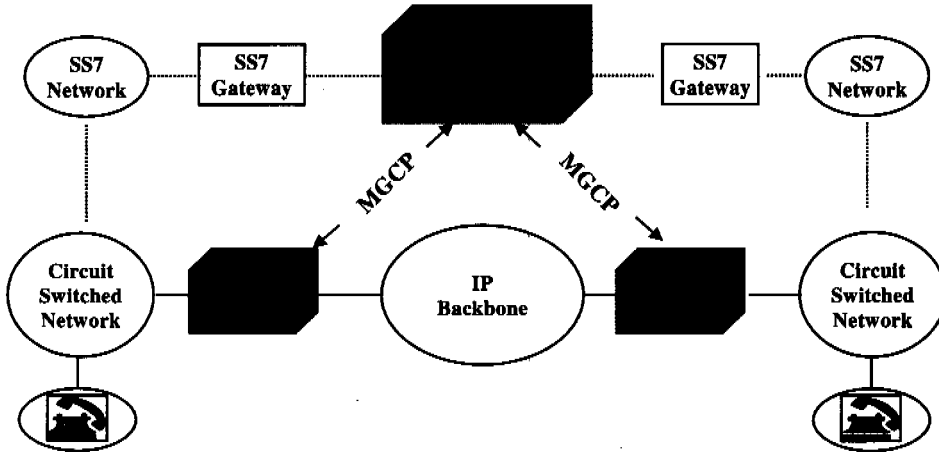 SS7
Network
SS7
Gateway
SS7
Gateway
SS7
Network
MGCP
MGCP
Circuit
Switched
Network
IP
Backbone
Circuit
Switched
Network